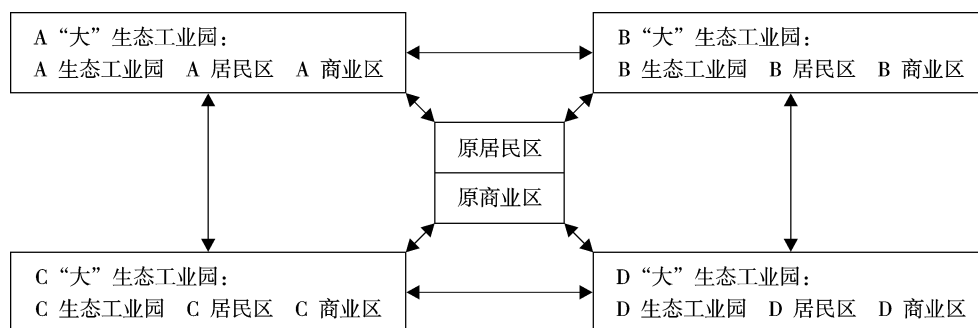 A “大”生态工业园：
A 生态工业园 A 居民区 A 商业区
B “大”生态工业园：
B 生态工业园 B 居民区 B 商业区
原居民区
原商业区
C “大”生态工业园：
C 生态工业园 C 居民区 C 商业区
D “大”生态工业园：
D 生态工业园 D 居民区 D 商业区